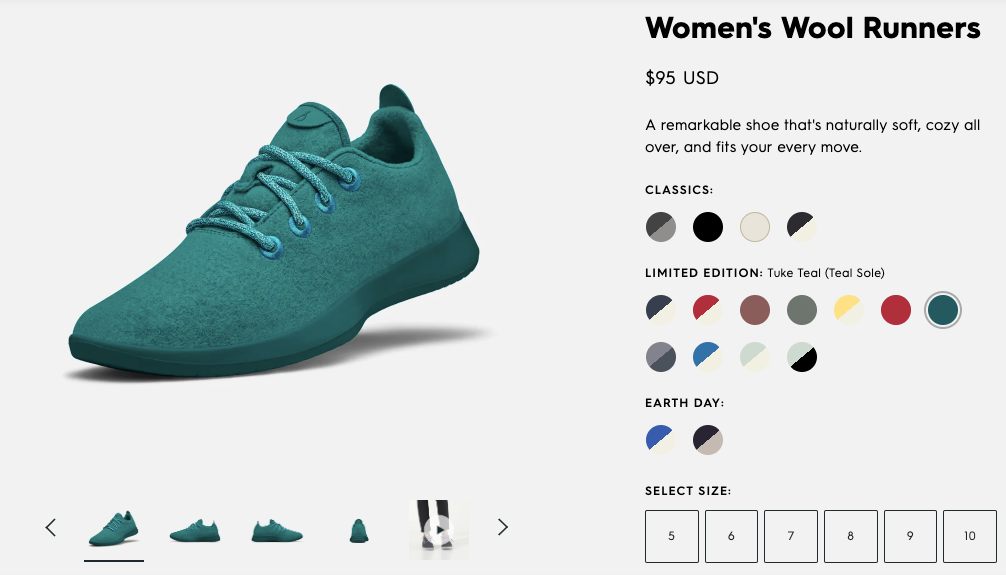 Women's Wool Runners
$95 USD
A remarkable shoe that's naturally soft, cozy all
over, and fits your every move.
CLASSICS:
LIMITED EDITION: Tuke Teal (Teal Sole)
EARTH DAY:
SELECT SIZE:
5 6 7 8 9 10